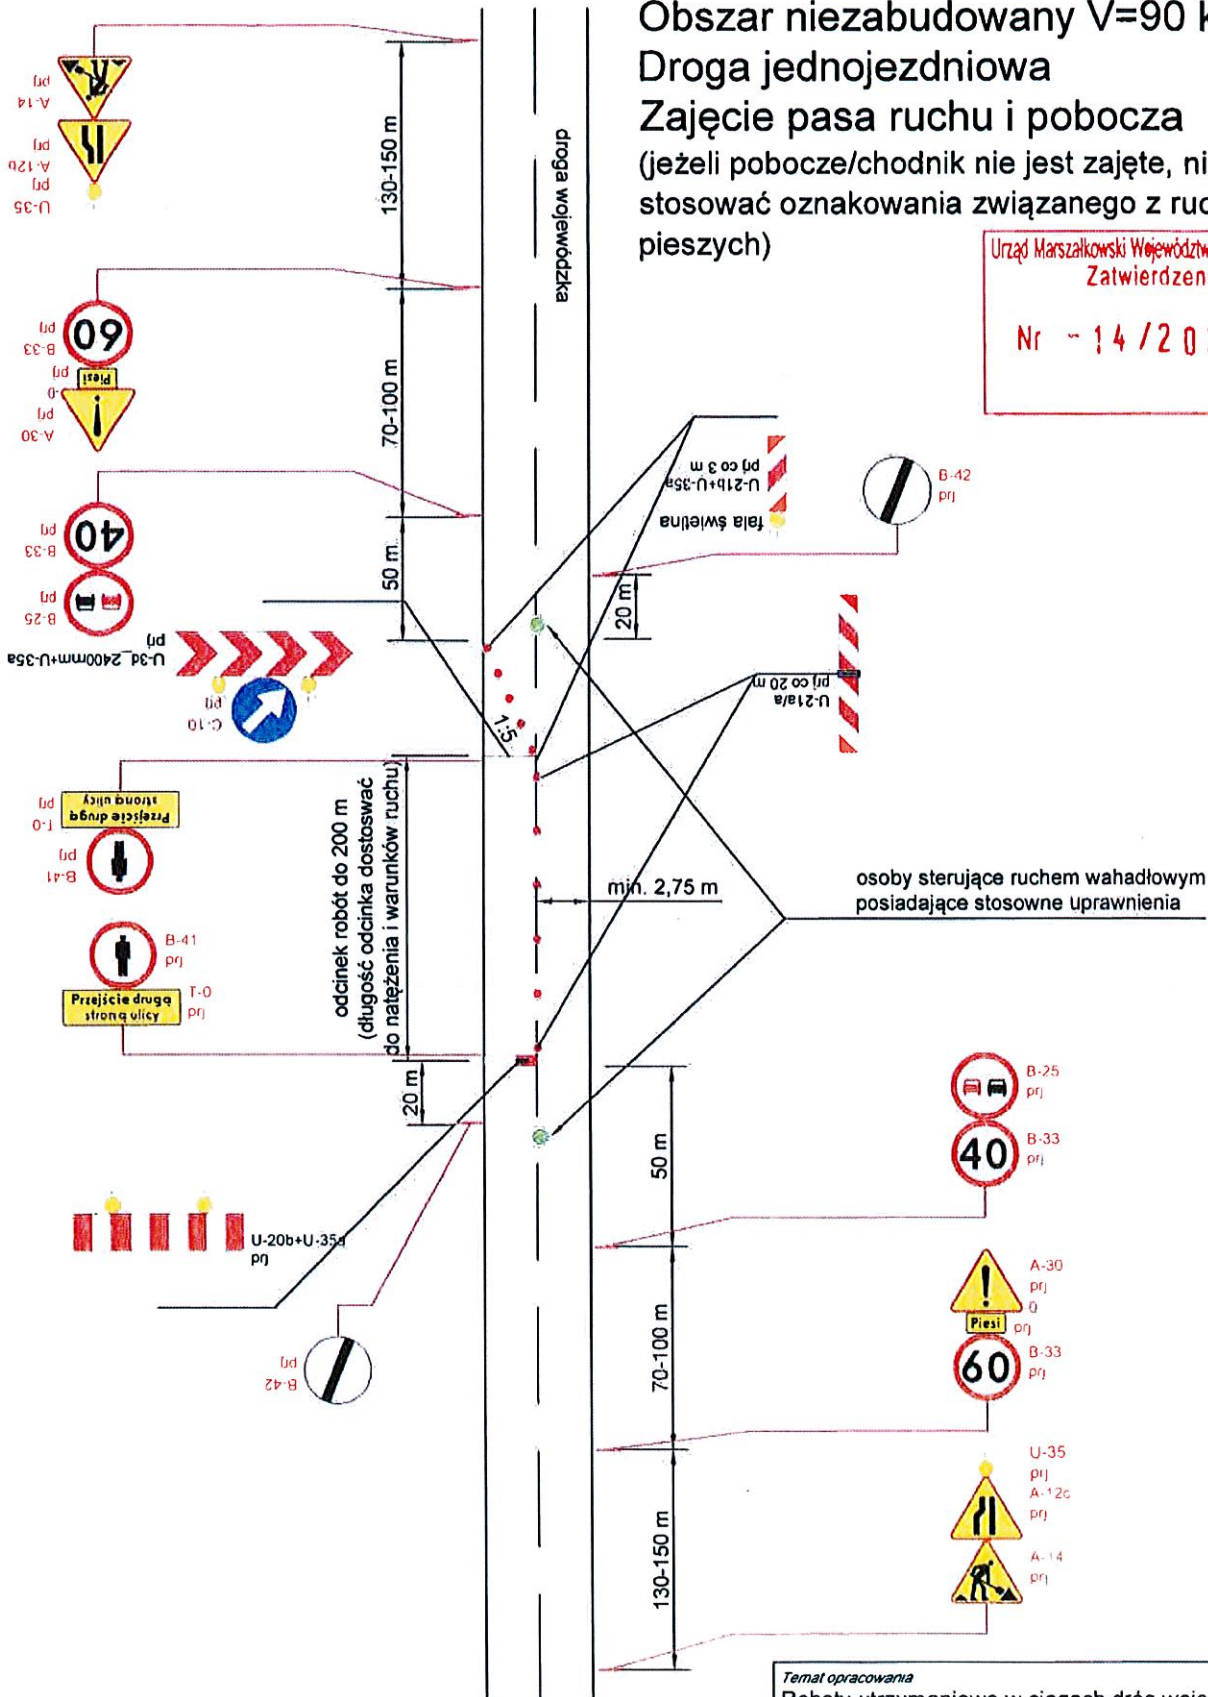 Obszar niezabudowany V=90 k
Droga jednojezdniowa
Zajęcie pasa ruchu i pobocza
(jeżeli pobocze/chodnik nie jest zajęte, ni
stosować oznakowania związanego z ruc
pieszych)
Urząd Marszałkowski Województw
Zatwierdzen
Nr - 14/20
droga wojewódzka
130-150 m
A-14
prj
A-12b
prj
U-35
prj
70-100 m
B-33
prj
60
Piesi
0-
prj
A-30
prj
50 m
B-33
prj
40
B-25
prj
U-3d_2400mm+U-35a
prj
C-10
prj
1:5
U-21b+U-35a
prj co 3 m
fala świetlna
B-42
prj
20 m
U-21a/a
prj co 20 m
T-0
prj
Przejście drugą
stroną ulicy
B-41
prj
B-41
prj
Przejście drugą
stroną ulicy
T-0
prj
odcinek robót do 200 m
(długość odcinka dostoswać
do natężenia i warunków ruchu)
min. 2,75 m
osoby sterujące ruchem wahadłowym
posiadające stosowne uprawnienia
20 m
50 m
B-25
prj
40
B-33
prj
U-20b+U-35a
prj
B-42
prj
70-100 m
A-30
prj
0
Piesi
prj
60
B-33
prj
130-150 m
U-35
prj
A-12c
prj
A-14
prj
Temat opracowania